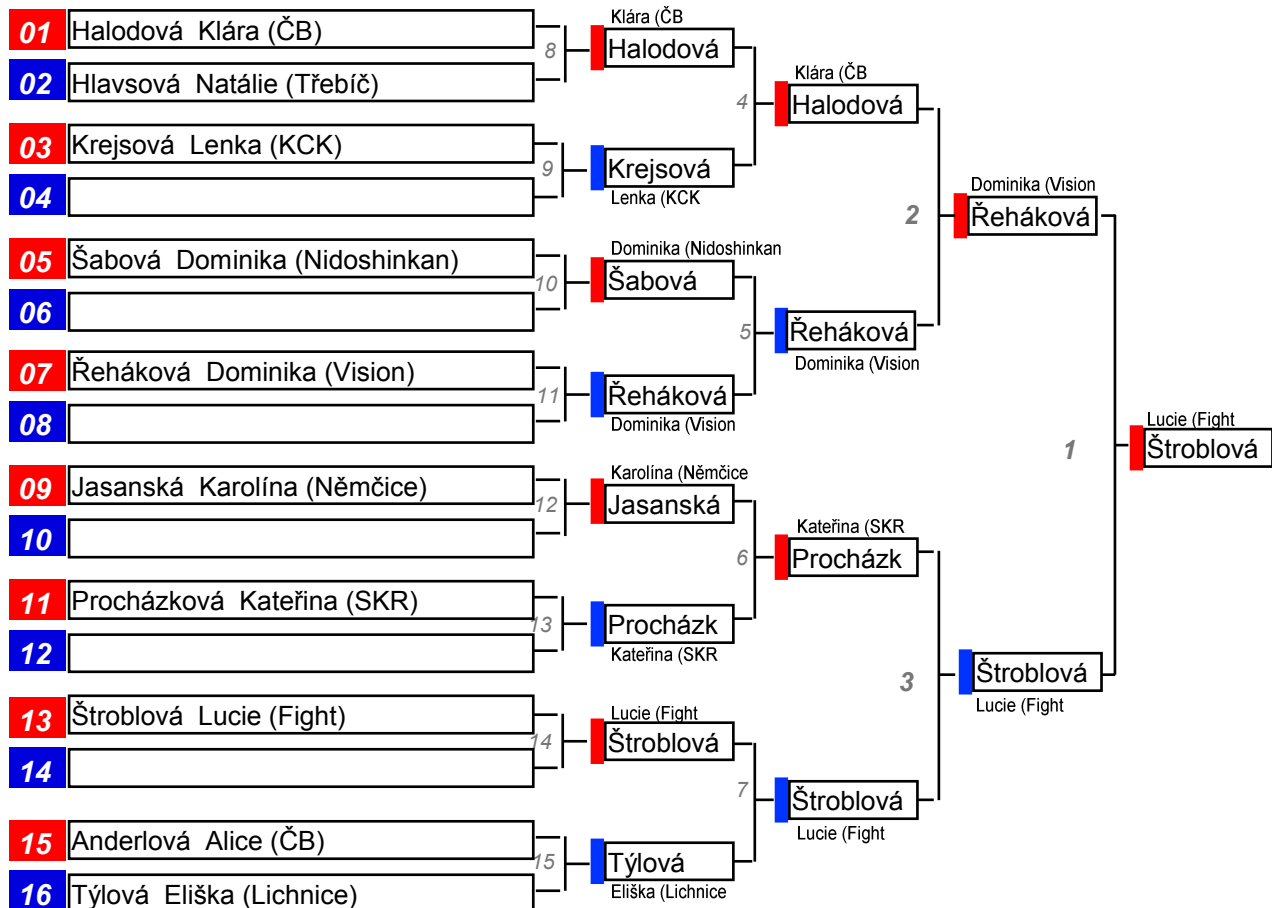 01 Halodová Klára (ČB)
02 Hlavsová Natálie (Třebíč)
03 Krejsová Lenka (KCK)
04
05 Šabová Dominika (Nidoshinkan)
06
07 Řeháková Dominika (Vision)
08
09 Jasanská Karolína (Němčice)
10
11 Procházková Kateřina (SKR)
12
13 Štroblová Lucie (Fight)
14
15 Anderlová Alice (ČB)
16 Týlová Eliška (Lichnice)
8
9
10
11
12
13
14
15
Klára (ČB
Halodová
Krejsová
Lenka (KCK
Dominika (Nidoshinkan
Šabová
Řeháková
Dominika (Vision
Karolína (Němčice
Jasanská
Procházk
Kateřina (SKR
Lucie (Fight
Štroblová
Týlová
Eliška (Lichnice
4
5
6
7
Klára (ČB
Halodová
Řeháková
Dominika (Vision
Kateřina (SKR
Procházk
Štroblová
Lucie (Fight
2
3
Dominika (Vision
Řeháková
Štroblová
Lucie (Fight
1
Lucie (Fight
Štroblová